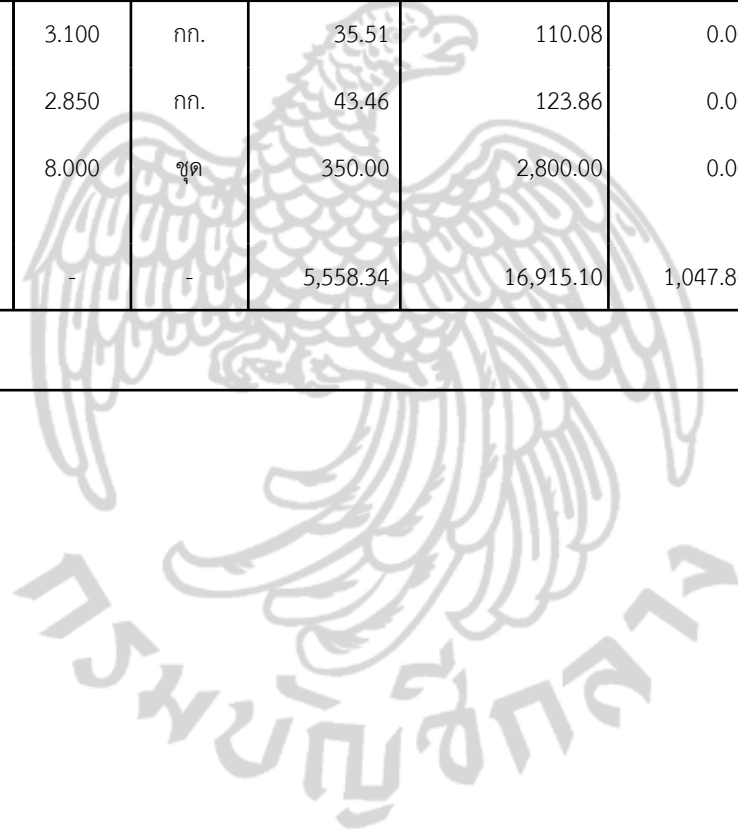 3.100 กก. 35.51 110.08 0.0
2.850 กก. 43.46 123.86 0.0
8.000 ชุด 350.00 2,800.00 0.0
- - 5,558.34 16,915.10 1,047.8
กรมบัญชีกลาง